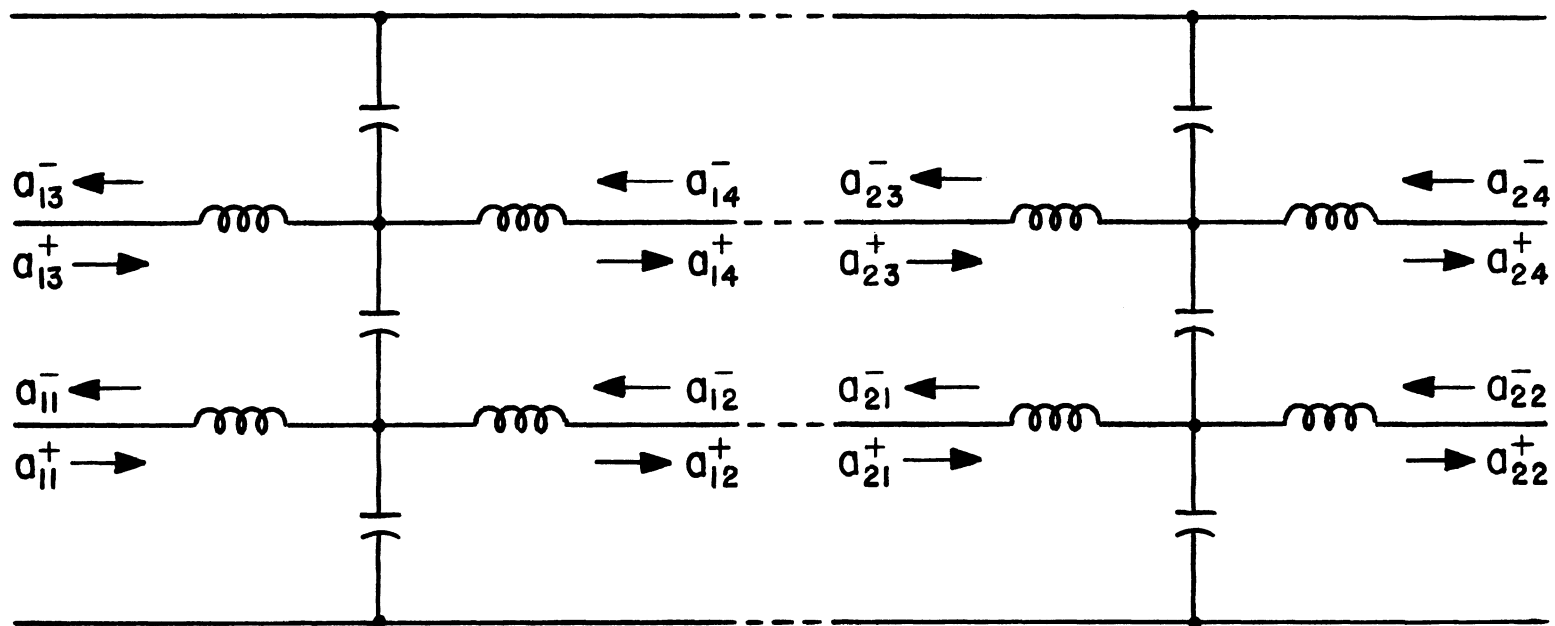 a₁₃⁻ a₁₄⁻ a₂₃⁻ a₂₄⁻
a₁₃⁺ a₁₄⁺ a₂₃⁺ a₂₄⁺
a₁₁⁻ a₁₂⁻ a₂₁⁻ a₂₂⁻
a₁₁⁺ a₁₂⁺ a₂₁⁺ a₂₂⁺